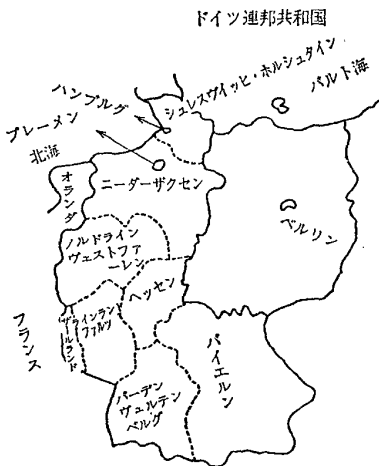 ドイツ連邦共和国
シュレスヴィッヒ・ホルシュタイン
ハンブルグ
バルト海
ブレーメン
北海
オランダ
ニーダーザクセン
ベルリン
ノルドライン
ヴェストファ
ーレン
ヘッセン
フランス
ザールランド
ラインランド
ファルツ
バイエルン
バーデン
ヴュルテン
ベルグ